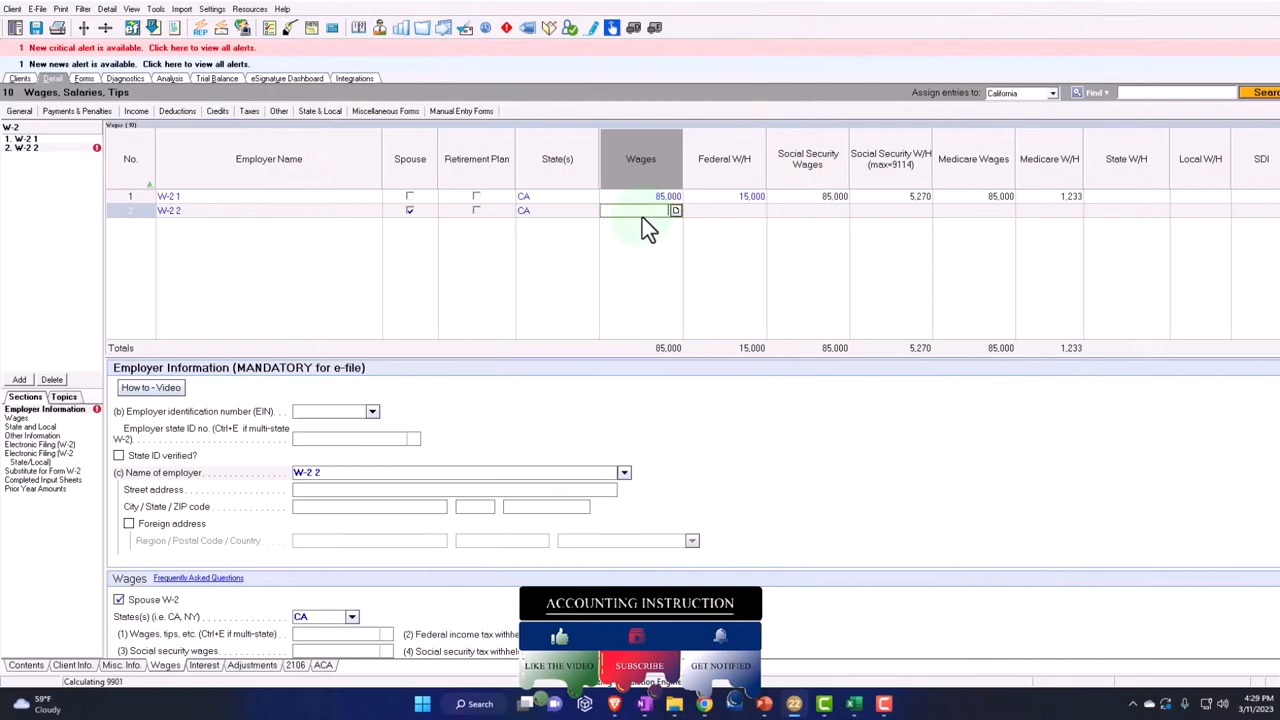 Client E-File Print Filter Detail View Tools Import Settings Resources Help
1 New critical alert is available. Click here to view all alerts.
1 New news alert is available. Click here to view all alerts.
Clients Detail Forms Diagnostics Analysis Trial Balance eSignature Dashboard Integrations
10 Wages, Salaries, Tips Assign entries to: California Find Searc
General Payments & Penalties Income Deductions Credits Taxes Other State & Local Miscellaneous Forms Manual Entry Forms
W-2
1. W-2 1
2. W-2 2
Wages (10)
No. Employer Name Spouse Retirement Plan State(s) Wages Federal W/H Social Security Wages Social Security W/H (max=9114) Medicare Wages Medicare W/H State W/H Local W/H SDI
1 W-2 1 CA 85,000 15,000 85,000 5,270 85,000 1,233
2 W-2 2 CA
Totals 85,000 15,000 85,000 5,270 85,000 1,233
Add Delete
Sections Topics
Employer Information
Wages
State and Local
Other Information
Electronic Filing (W-2)
Electronic Filing (W-2
State/Local)
Substitute for Form W-2
Completed Input Sheets
Prior Year Amounts
Employer Information (MANDATORY for e-file)
How to - Video
(b) Employer identification number (EIN)
Employer state ID no. (Ctrl+E if multi-state
W-2)
State ID verified?
(c) Name of employer W-2 2
Street address
City / State / ZIP code
Foreign address
Region / Postal Code / Country
Wages Frequently Asked Questions
Spouse W-2
States(s) (i.e. CA, NY) CA
(1) Wages, tips, etc. (Ctrl+E if multi-state) (2) Federal income tax withhe
(3) Social security wages (4) Social security tax withhel
ACCOUNTING INSTRUCTION
LIKE THE VIDEO SUBSCRIBE GET NOTIFIED
Contents Client Info. Misc. Info. Wages Interest Adjustments 2106 ACA
Calculating 9901
59°F
Cloudy
Search
22
4:29 PM
3/11/2023